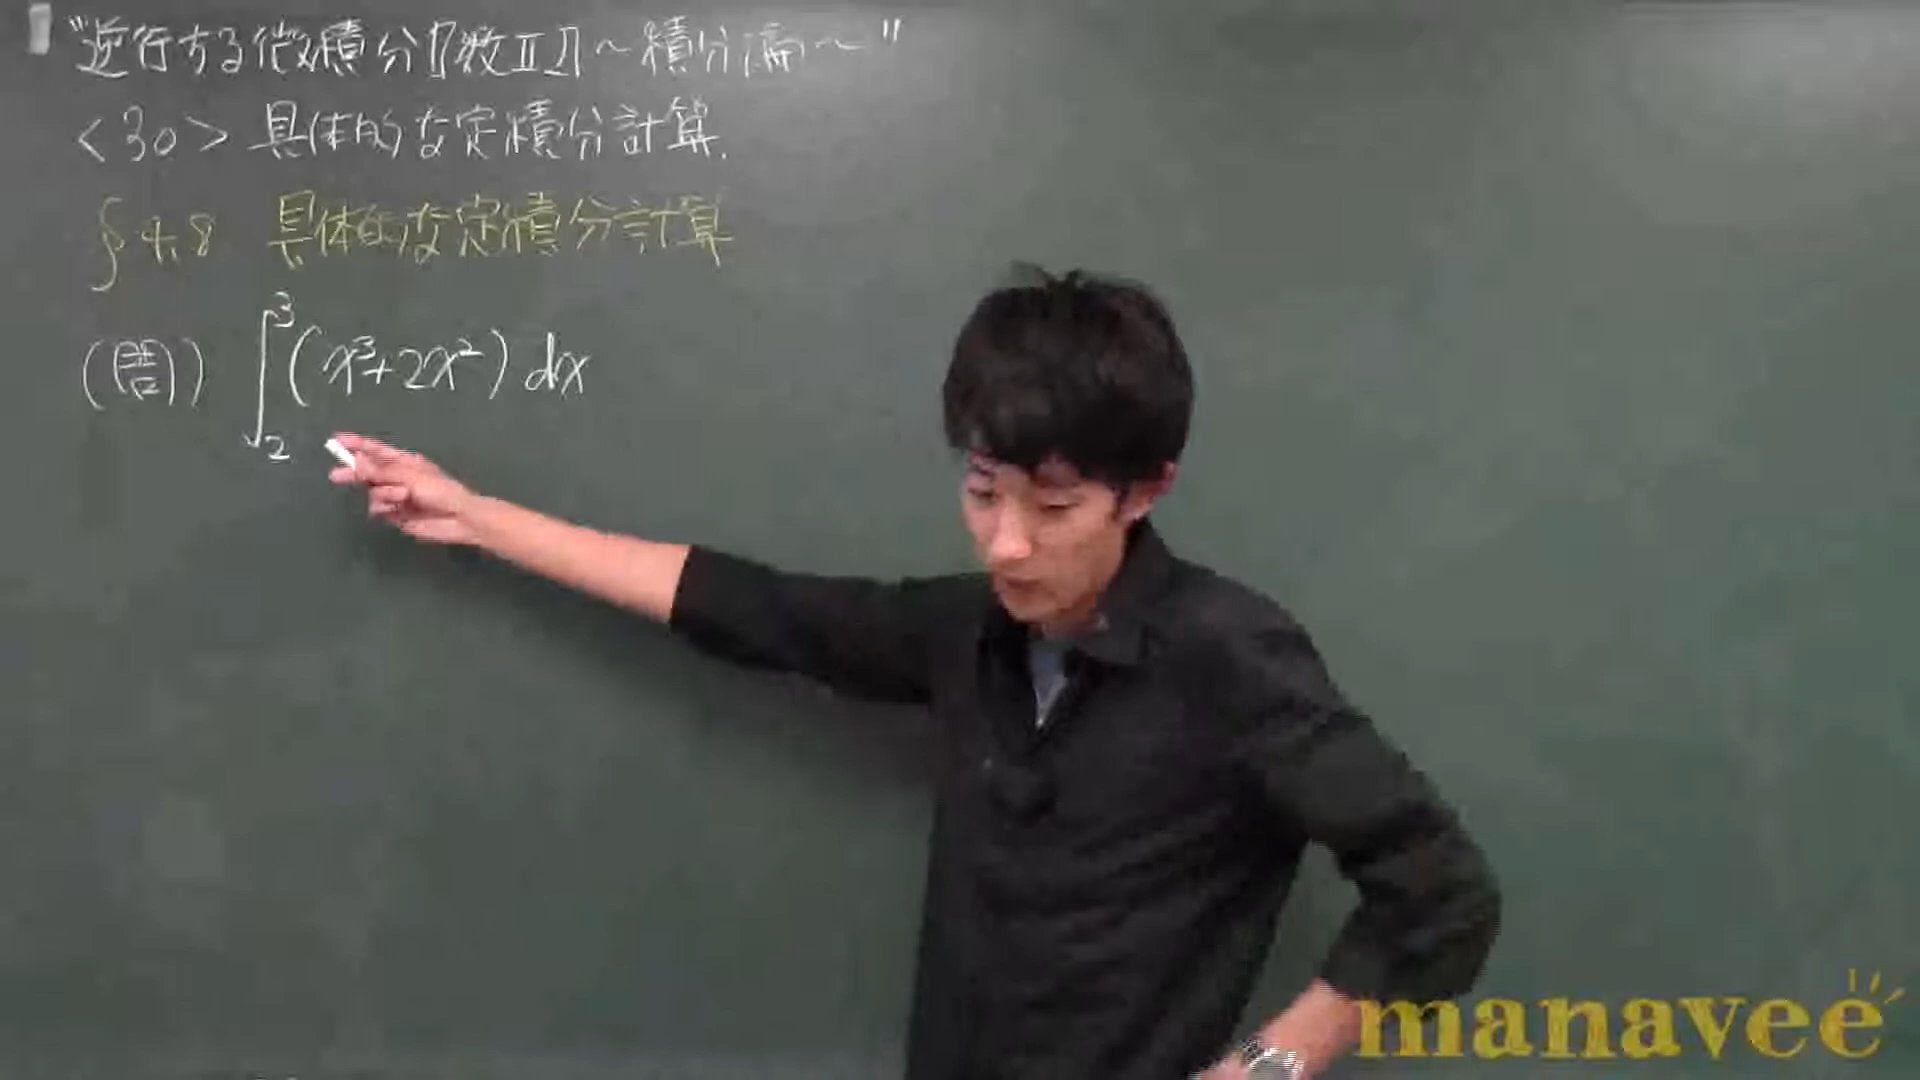 "逆行する微積分『数Ⅱ』~積分編~"
<30> 具体的な定積分計算.
§4.8 具体的な定積分計算
(問) ∫₂³ (x³+2x²) dx
manavee